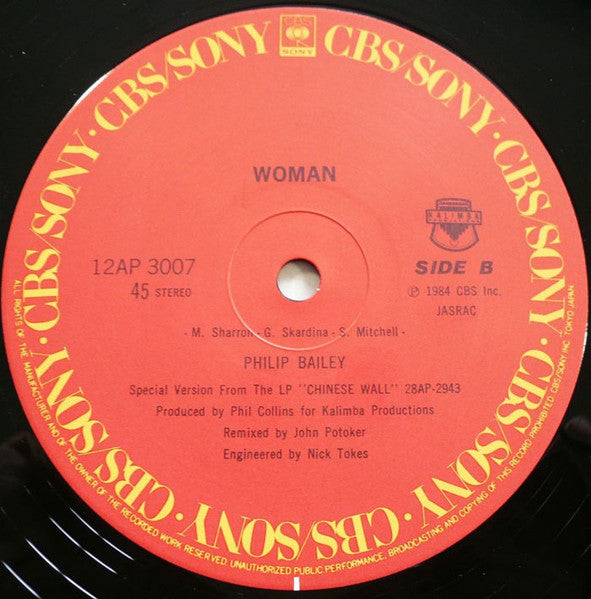 CBS
SONY
CBS/SONY · CBS/SONY · CBS/SONY · CBS/SONY · CBS/SONY · CBS/SONY · CBS/SONY · CBS/SONY
WOMAN
KALIMBA
12AP 3007
45 STEREO
SIDE B
℗ 1984 CBS Inc.
JASRAC
· M. Sharron · G. Skardina · S. Mitchell ·
PHILIP BAILEY
Special Version From The LP "CHINESE WALL" 28AP-2943
Produced by Phil Collins for Kalimba Productions
Remixed by John Potoker
Engineered by Nick Tokes
ALL RIGHTS OF THE MANUFACTURER AND OF THE OWNER OF THE RECORDED WORK RESERVED. UNAUTHORIZED PUBLIC PERFORMANCE, BROADCASTING AND COPYING OF THIS RECORD PROHIBITED. CBS/SONY INC. TOKYO JAPAN